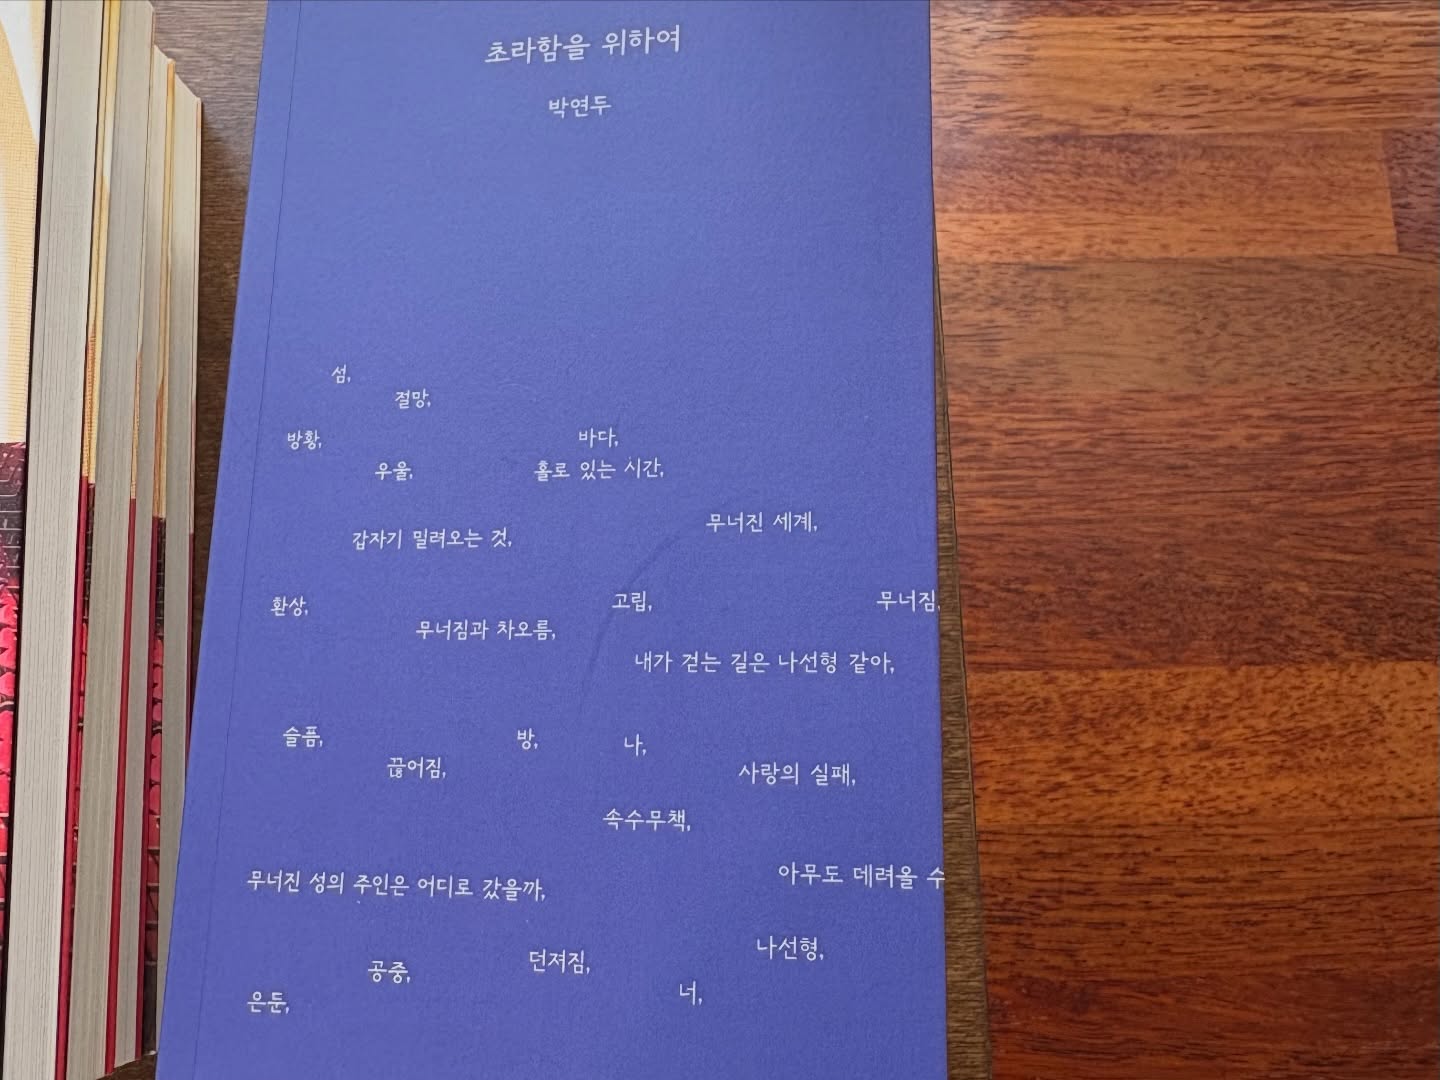 초라함을 위하여
박연두
섬,
절망,
방황,
바다,
우울,
홀로 있는 시간,
무너진 세계,
갑자기 밀려오는 것,
환상,
고립,
무너짐,
무너짐과 차오름,
내가 걷는 길은 나선형 같아,
슬픔,
방,
나,
끊어짐,
사랑의 실패,
속수무책,
무너진 성의 주인은 어디로 갔을까,
아무도 데려올 수
나선형,
던져짐,
공중,
너,
은둔,